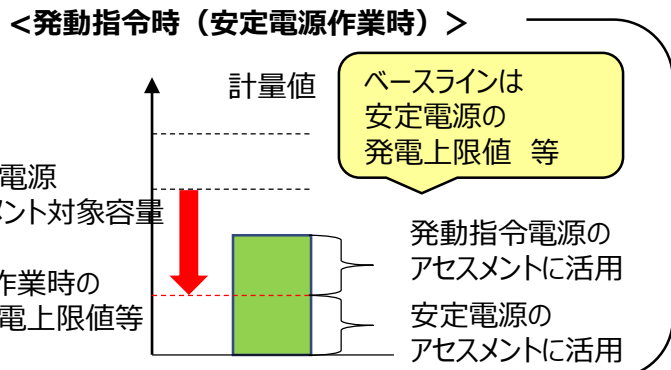 <発動指令時（安定電源作業時）>
計量値
ベースラインは
安定電源の
発電上限値 等
電源
メント対象容量
発動指令電源の
アセスメントに活用
作業時の
電上限値等
安定電源の
アセスメントに活用